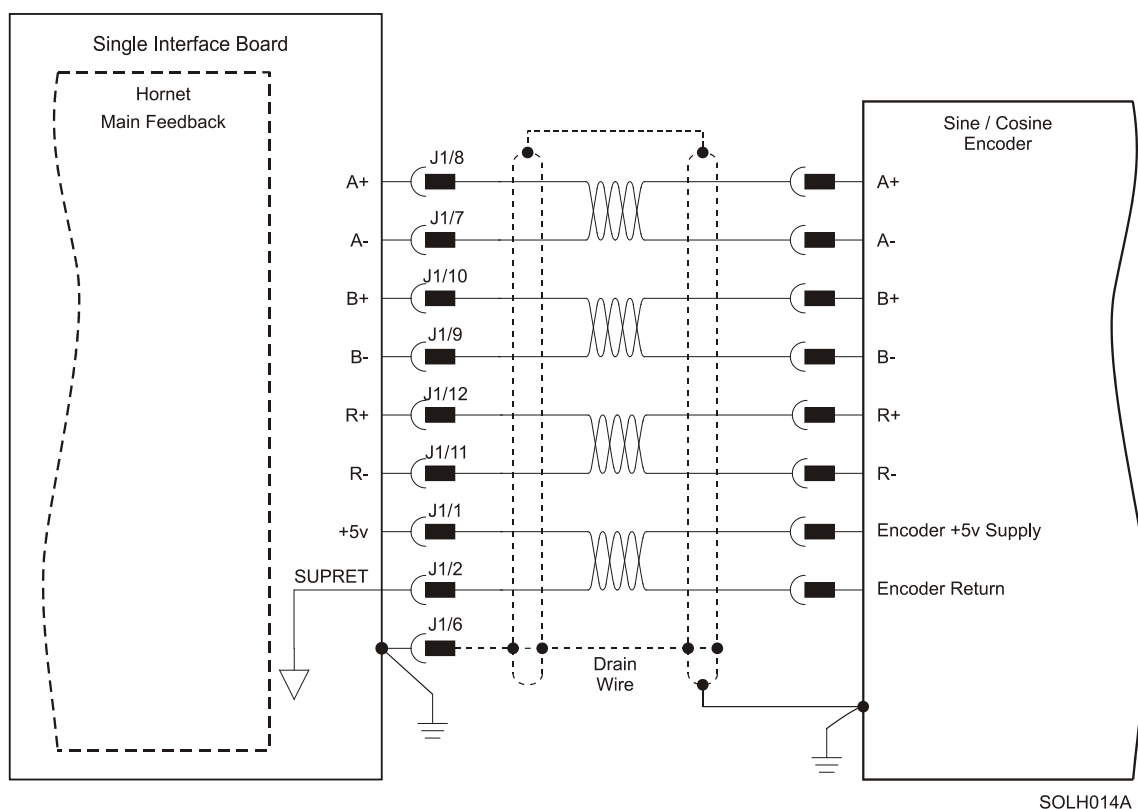 Single Interface Board
Hornet
Main Feedback
Sine / Cosine
Encoder
A+
J1/8
A+
A-
J1/7
A-
B+
J1/10
B+
B-
J1/9
B-
R+
J1/12
R+
R-
J1/11
R-
+5v
J1/1
Encoder +5v Supply
SUPRET
J1/2
Encoder Return
J1/6
Drain
Wire
SOLH014A